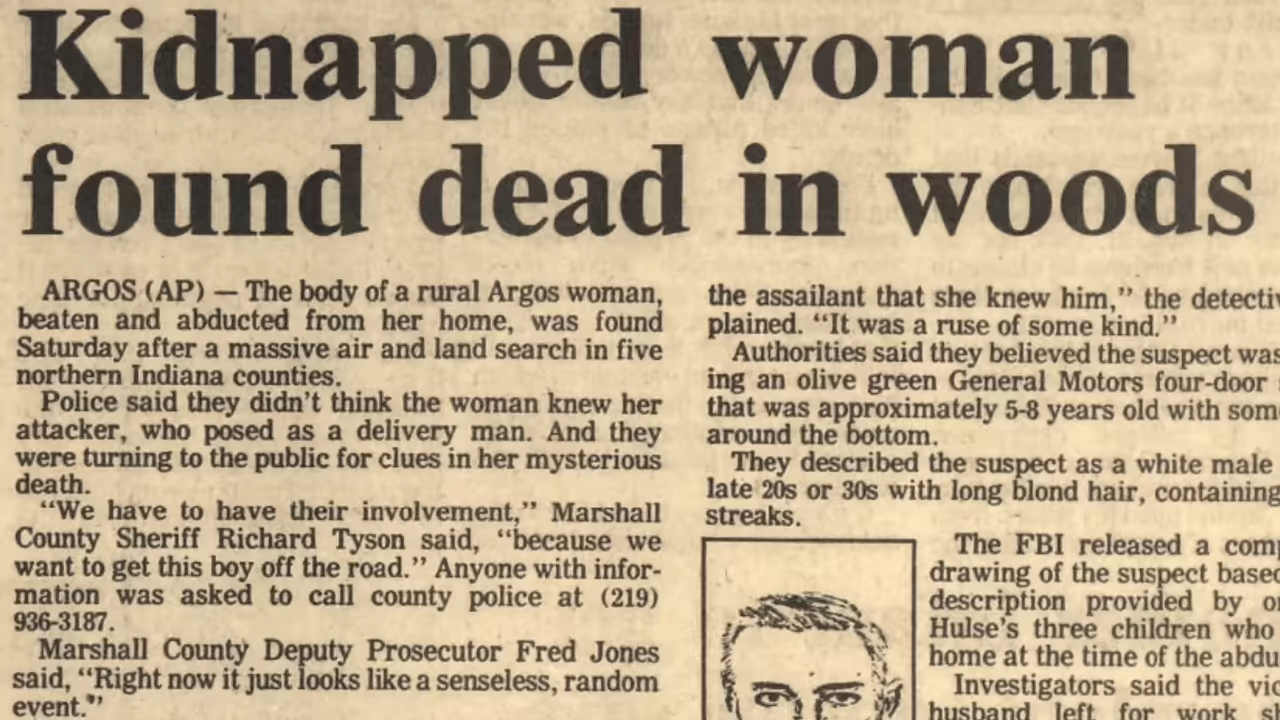 Kidnapped woman
found dead in woods
ARGOS (AP) — The body of a rural Argos woman,
beaten and abducted from her home, was found
Saturday after a massive air and land search in five
northern Indiana counties.
Police said they didn't think the woman knew her
attacker, who posed as a delivery man. And they
were turning to the public for clues in her mysterious
death.
"We have to have their involvement," Marshall
County Sheriff Richard Tyson said, "because we
want to get this boy off the road." Anyone with infor-
mation was asked to call county police at (219)
936-3187.
Marshall County Deputy Prosecutor Fred Jones
said, "Right now it just looks like a senseless, random
event."
the assailant that she knew him," the detectiv
plained. "It was a ruse of some kind."
Authorities said they believed the suspect was
ing an olive green General Motors four-door
that was approximately 5-8 years old with som
around the bottom.
They described the suspect as a white male
late 20s or 30s with long blond hair, containing
streaks.
The FBI released a comp
drawing of the suspect based
description provided by o
Hulse's three children who
home at the time of the abdu
Investigators said the vic
husband left for work sh